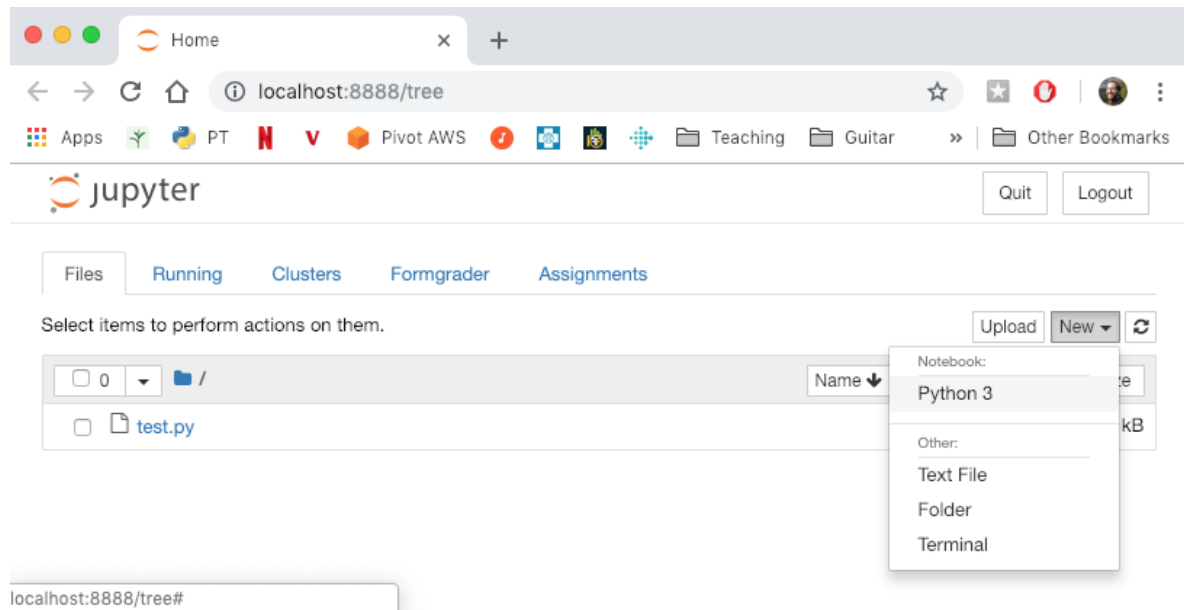 Home
localhost:8888/tree
Apps PT N V Pivot AWS Teaching Guitar » Other Bookmarks
jupyter Quit Logout
Files Running Clusters Formgrader Assignments
Select items to perform actions on them. Upload New
0 / Name
Notebook:
Python 3
test.py kB
Other:
Text File
Folder
Terminal
localhost:8888/tree#